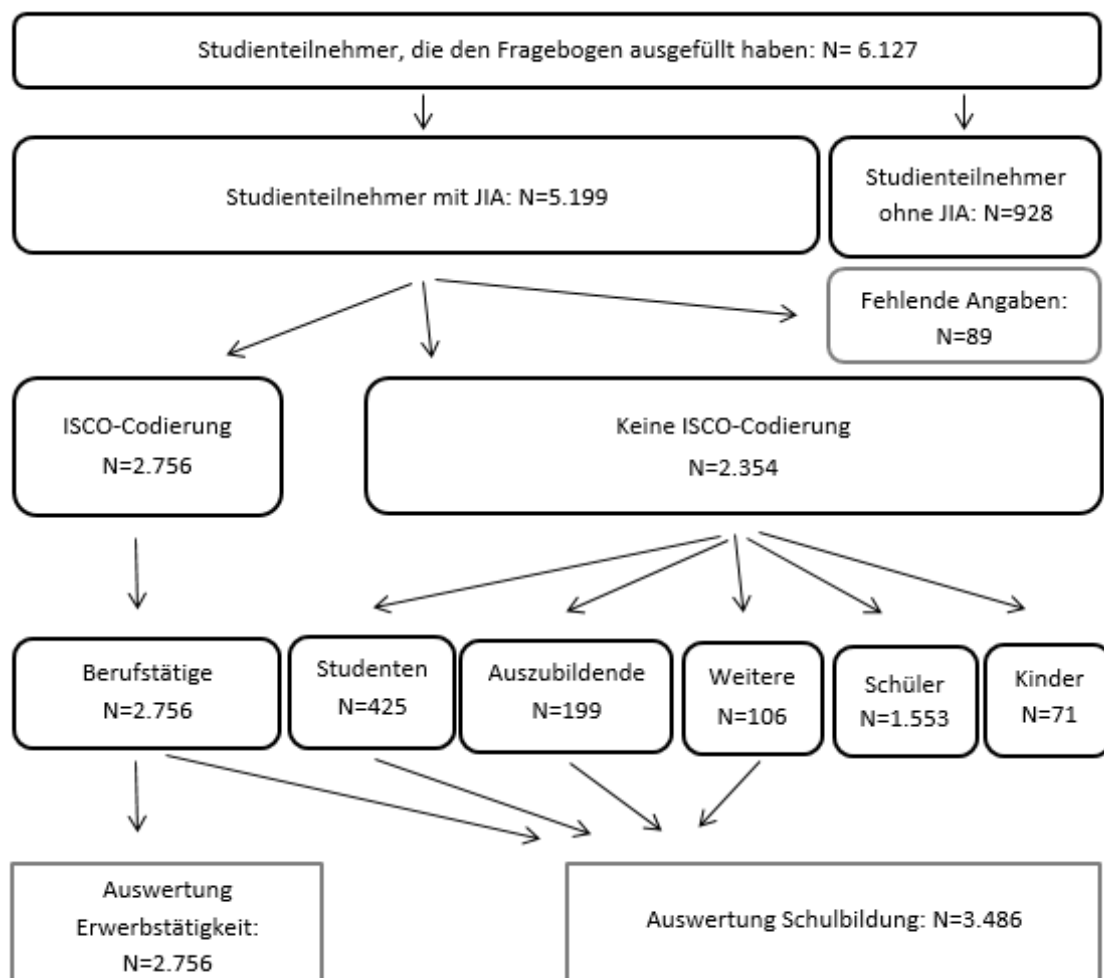 Studienteilnehmer, die den Fragebogen ausgefüllt haben: N= 6.127
Studienteilnehmer mit JIA: N=5.199
Studienteilnehmer
ohne JIA: N=928
Fehlende Angaben:
N=89
ISCO-Codierung
N=2.756
Keine ISCO-Codierung
N=2.354
Berufstätige
N=2.756
Studenten
N=425
Auszubildende
N=199
Weitere
N=106
Schüler
N=1.553
Kinder
N=71
Auswertung
Erwerbstätigkeit:
N=2.756
Auswertung Schulbildung: N=3.486